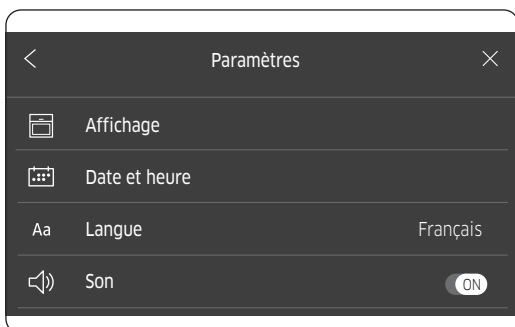 Paramètres
Affichage
Date et heure
Aa Langue Français
Son ON